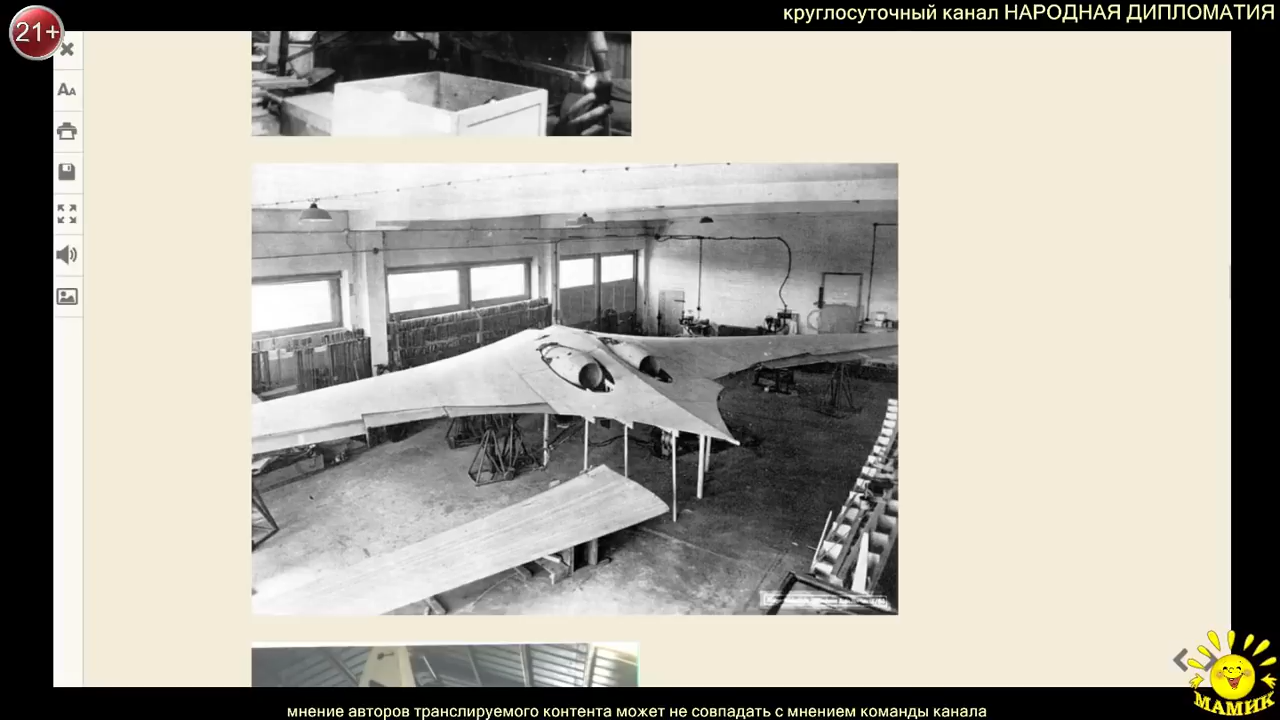 круглосуточный канал НАРОДНАЯ ДИПЛОМАТИЯ
21+
AA
МАМИК
мнение авторов транслируемого контента может не совпадать с мнением команды канала